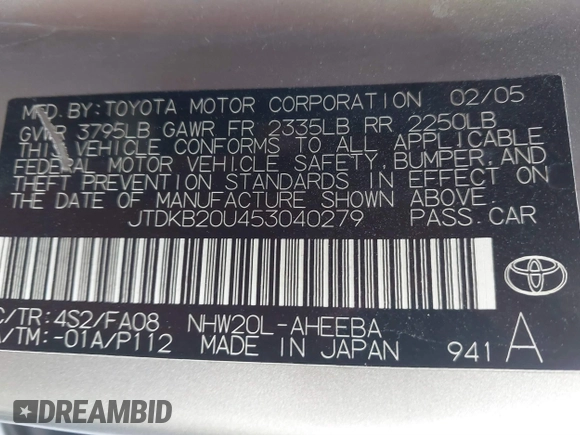 MFD. BY: TOYOTA MOTOR CORPORATION 02/05
GVWR 3795LB GAWR FR 2335LB RR 2250LB
THIS VEHICLE CONFORMS TO ALL APPLICABLE
FEDERAL MOTOR VEHICLE SAFETY, BUMPER, AND
THEFT PREVENTION STANDARDS IN EFFECT ON
THE DATE OF MANUFACTURE SHOWN ABOVE.
JTDKB20U453040279 PASS. CAR
C/TR: 4S2/FA08 NHW20L-AHEEBA
A/TM: -01A/P112 MADE IN JAPAN 941 A
DREAMBID